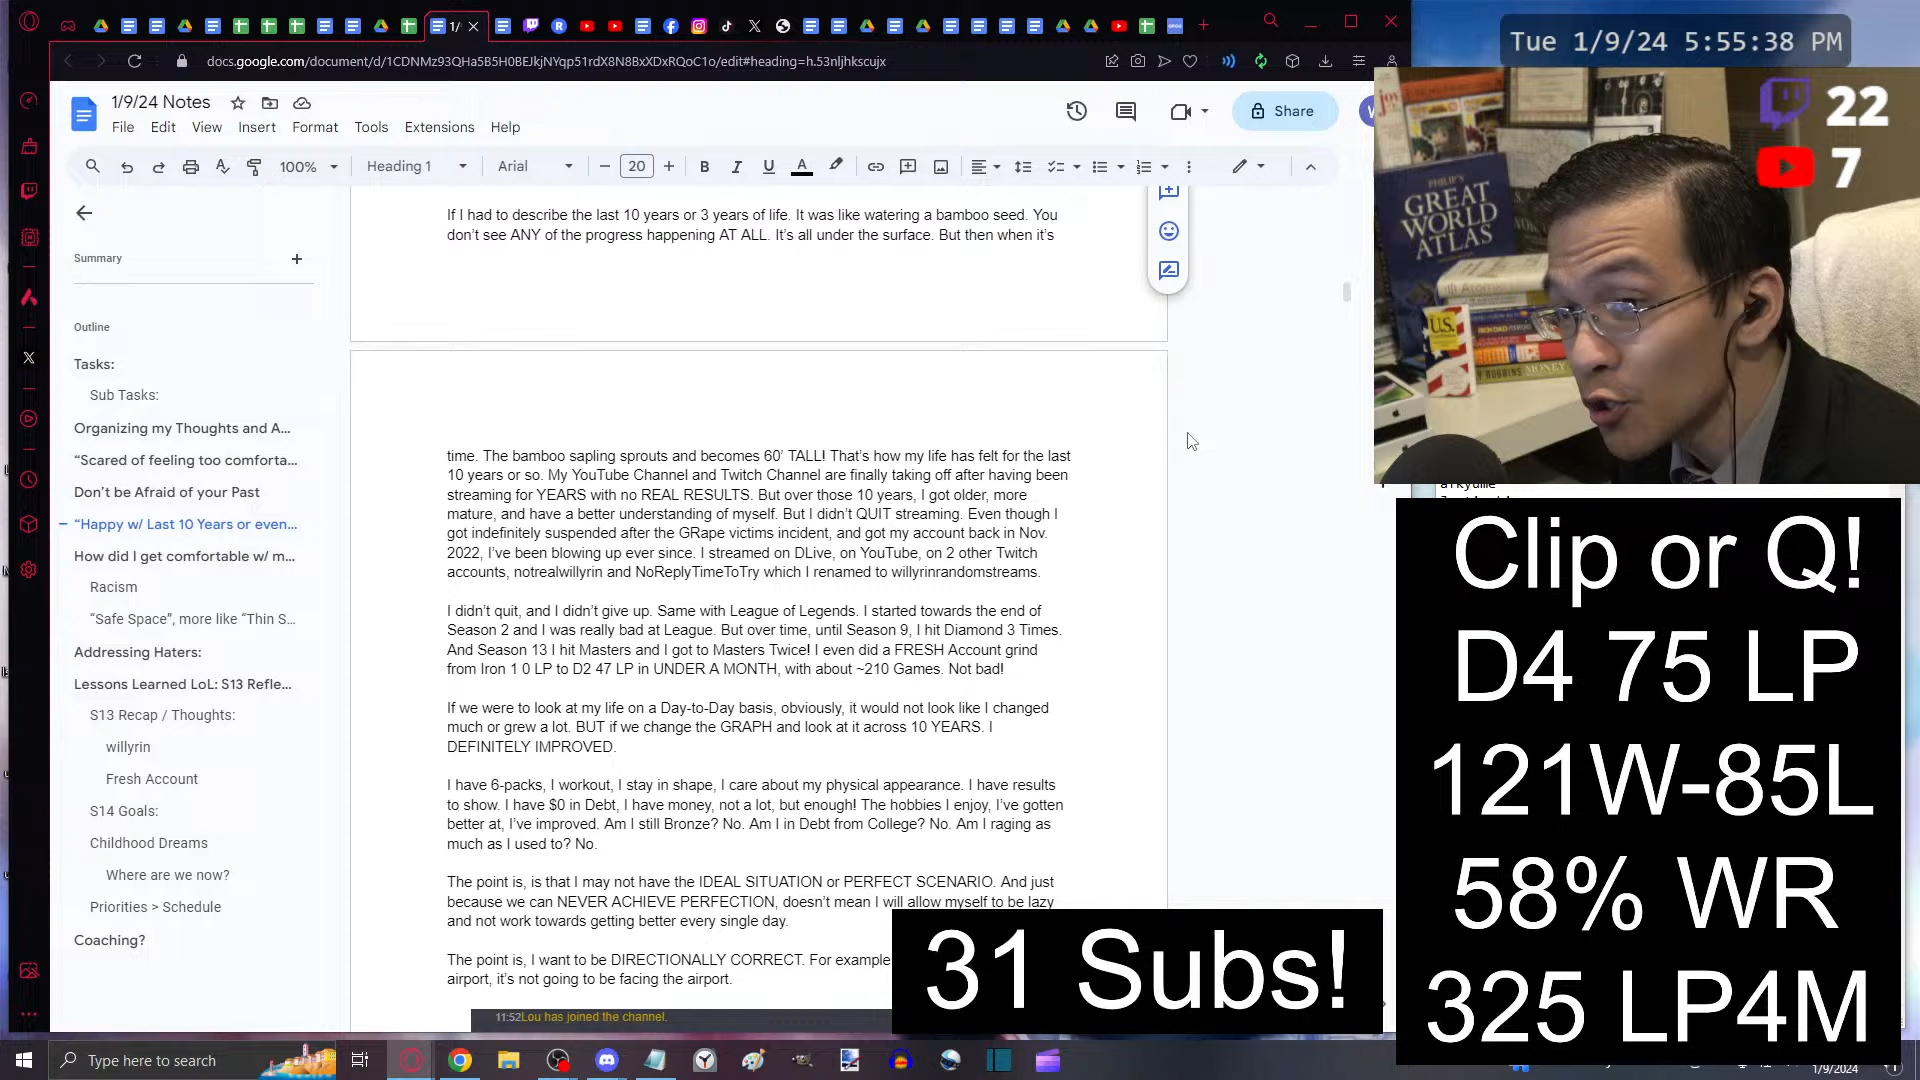 Tue 1/9/24 5:55:38 PM
1/
docs.google.com/document/d/1CDNMz93QHa5B5H0BEJkjNYqp51rdX8N8BxXDxRQoC1o/edit#heading=h.53nljhkscujx
1/9/24 Notes
File Edit View Insert Format Tools Extensions Help
Share
100% Heading 1 Arial 20
22
7
PHILIP'S
GREAT
WORLD
ATLAS
U.S.
Summary
Outline
Tasks:
Sub Tasks:
Organizing my Thoughts and A...
“Scared of feeling too comforta...
Don’t be Afraid of your Past
“Happy w/ Last 10 Years or even...
How did I get comfortable w/ m...
Racism
“Safe Space”, more like “Thin S...
Addressing Haters:
Lessons Learned LoL: S13 Refle...
S13 Recap / Thoughts:
willyrin
Fresh Account
S14 Goals:
Childhood Dreams
Where are we now?
Priorities > Schedule
Coaching?
If I had to describe the last 10 years or 3 years of life. It was like watering a bamboo seed. You
don’t see ANY of the progress happening AT ALL. It’s all under the surface. But then when it’s
time. The bamboo sapling sprouts and becomes 60’ TALL! That’s how my life has felt for the last
10 years or so. My YouTube Channel and Twitch Channel are finally taking off after having been
streaming for YEARS with no REAL RESULTS. But over those 10 years, I got older, more
mature, and have a better understanding of myself. But I didn’t QUIT streaming. Even though I
got indefinitely suspended after the GRape victims incident, and got my account back in Nov.
2022, I’ve been blowing up ever since. I streamed on DLive, on YouTube, on 2 other Twitch
accounts, notrealwillyrin and NoReplyTimeToTry which I renamed to willyrinrandomstreams.
I didn’t quit, and I didn’t give up. Same with League of Legends. I started towards the end of
Season 2 and I was really bad at League. But over time, until Season 9, I hit Diamond 3 Times.
And Season 13 I hit Masters and I got to Masters Twice! I even did a FRESH Account grind
from Iron 1 0 LP to D2 47 LP in UNDER A MONTH, with about ~210 Games. Not bad!
If we were to look at my life on a Day-to-Day basis, obviously, it would not look like I changed
much or grew a lot. BUT if we change the GRAPH and look at it across 10 YEARS. I
DEFINITELY IMPROVED.
I have 6-packs, I workout, I stay in shape, I care about my physical appearance. I have results
to show. I have $0 in Debt, I have money, not a lot, but enough! The hobbies I enjoy, I’ve gotten
better at, I’ve improved. Am I still Bronze? No. Am I in Debt from College? No. Am I raging as
much as I used to? No.
The point is, is that I may not have the IDEAL SITUATION or PERFECT SCENARIO. And just
because we can NEVER ACHIEVE PERFECTION, doesn’t mean I will allow myself to be lazy
and not work towards getting better every single day.
The point is, I want to be DIRECTIONALLY CORRECT. For example
airport, it’s not going to be facing the airport.
11:52 Lou has joined the channel.
31 Subs!
Clip or Q!
D4 75 LP
121W-85L
58% WR
325 LP4M
Type here to search
1/9/2024